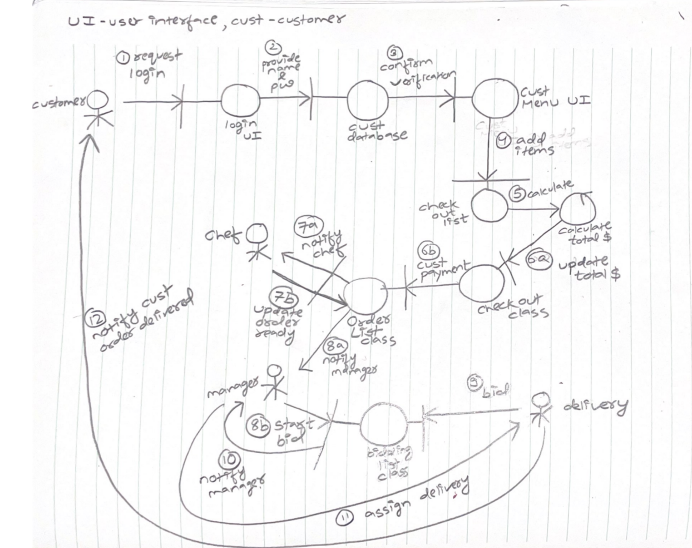 UI-user interface, cust-customer
① request
login
②
provide
name
&
pw
③
confirm
verification
customer
login
UI
cust
database
cust
Menu UI
④ add
items
⑤ calculate
check
out
list
calculate
total $
chef
⑦a
notify
chef
⑥b
cust
payment
⑥a
update
total $
check out
class
⑦b
update
order
ready
Order
List
class
⑫
notify cust
order delivered
⑧a
notify
manager
manager
⑨
bid
delivery
⑧b start
bid
bidding
list
class
⑩
notify
manager
⑪ assign delivery